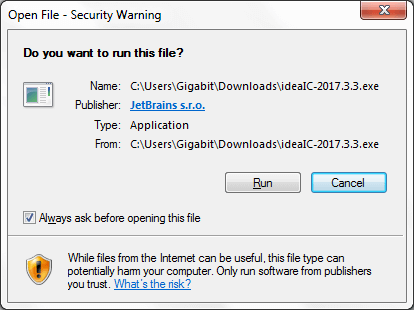 Open File - Security Warning
Do you want to run this file?
Name: C:\Users\Gigabit\Downloads\ideaIC-2017.3.3.exe
Publisher: JetBrains s.r.o.
Type: Application
From: C:\Users\Gigabit\Downloads\ideaIC-2017.3.3.exe
Run Cancel
Always ask before opening this file
While files from the Internet can be useful, this file type can
potentially harm your computer. Only run software from publishers
you trust. What's the risk?